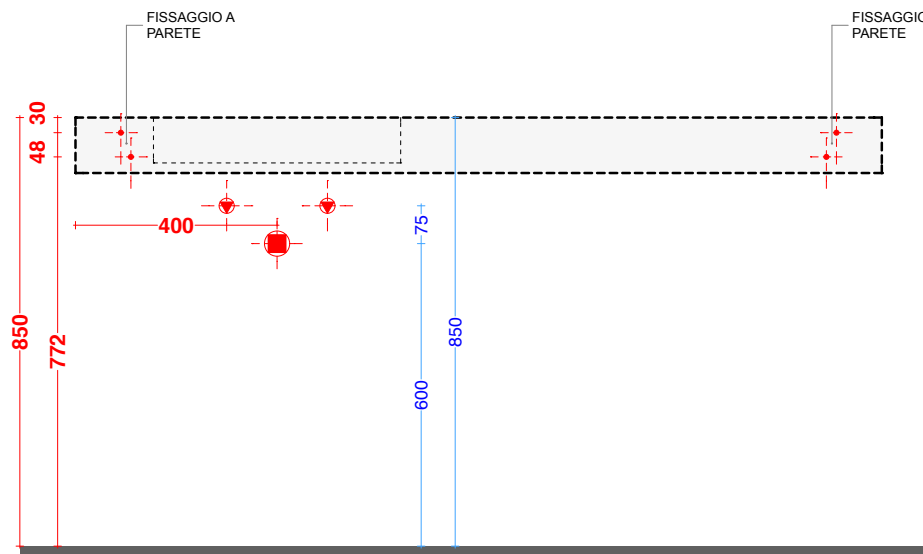 FISSAGGIO A
PARETE
FISSAGGIO
PARETE
30
48
400
75
850
772
850
600